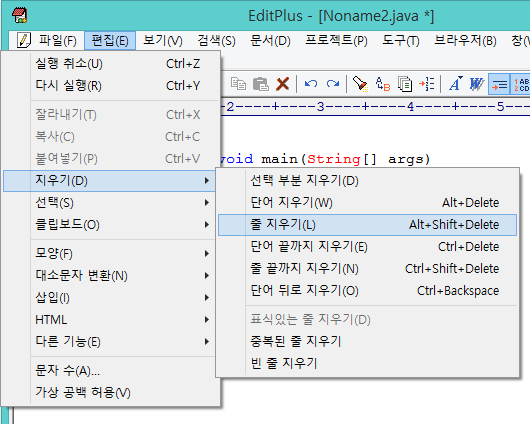 EditPlus - [Noname2.java *]
파일(F) 편집(E) 보기(V) 검색(S) 문서(D) 프로젝트(P) 도구(T) 브라우저(B) 창(
실행 취소(U) Ctrl+Z
다시 실행(R) Ctrl+Y
잘라내기(T) Ctrl+X
복사(C) Ctrl+C
붙여넣기(P) Ctrl+V
지우기(D)
선택(S)
클립보드(O)
모양(F)
대소문자 변환(N)
삽입(I)
HTML
다른 기능(E)
문자 수(A)...
가상 공백 허용(V)
--2----+----3----+----4----+----5--
void main(String[] args)
선택 부분 지우기(D)
단어 지우기(W) Alt+Delete
줄 지우기(L) Alt+Shift+Delete
단어 끝까지 지우기(E) Ctrl+Delete
줄 끝까지 지우기(N) Ctrl+Shift+Delete
단어 뒤로 지우기(O) Ctrl+Backspace
표식있는 줄 지우기(D)
중복된 줄 지우기
빈 줄 지우기